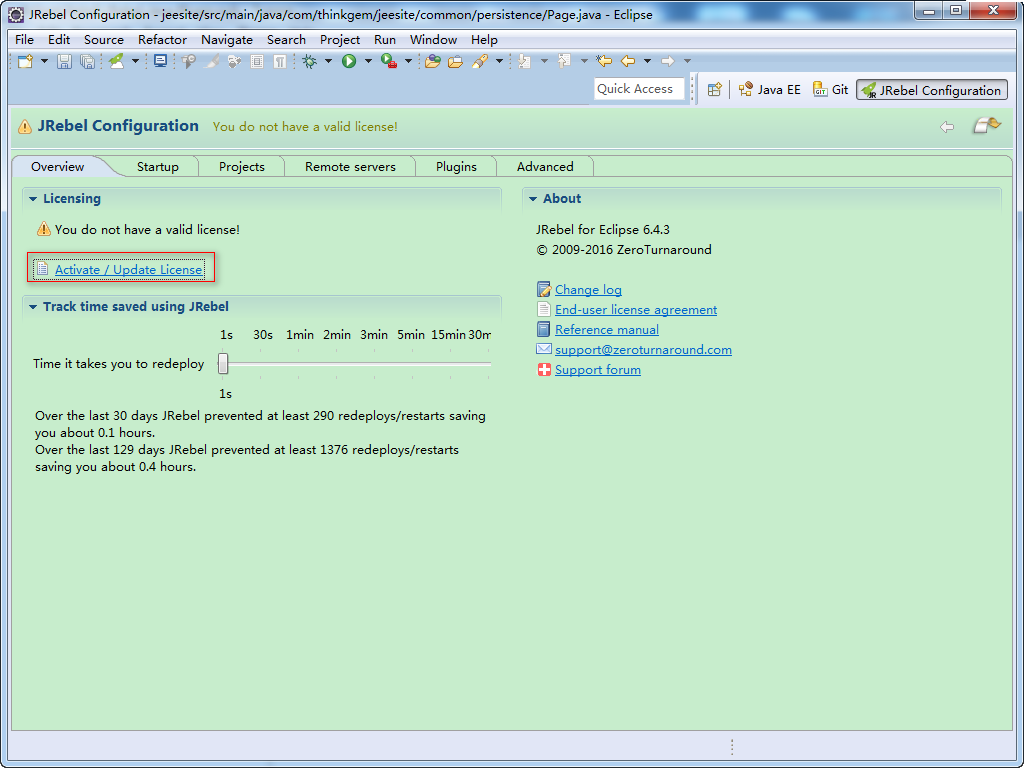 JRebel Configuration - jeesite/src/main/java/com/thinkgem/jeesite/common/persistence/Page.java - Eclipse
File Edit Source Refactor Navigate Search Project Run Window Help
Quick Access Java EE Git JRebel Configuration
JRebel Configuration You do not have a valid license!
Overview Startup Projects Remote servers Plugins Advanced
Licensing
You do not have a valid license!
Activate / Update License
Track time saved using JRebel
1s 30s 1min 2min 3min 5min 15min 30m
Time it takes you to redeploy
1s
Over the last 30 days JRebel prevented at least 290 redeploys/restarts saving
you about 0.1 hours.
Over the last 129 days JRebel prevented at least 1376 redeploys/restarts
saving you about 0.4 hours.
About
JRebel for Eclipse 6.4.3
© 2009-2016 ZeroTurnaround
Change log
End-user license agreement
Reference manual
support@zeroturnaround.com
Support forum